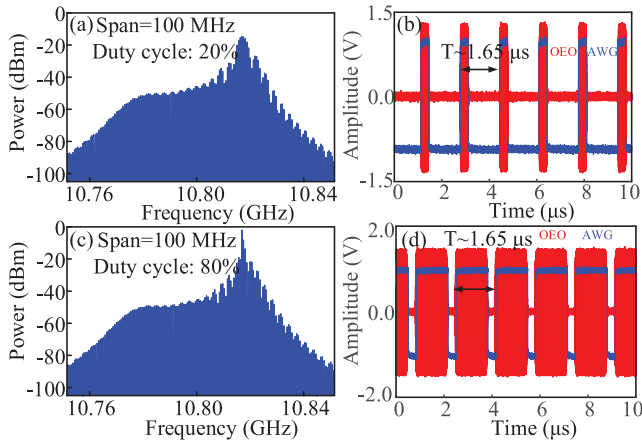 (a) Span=100 MHz
Duty cycle: 20%
Power (dBm)
0
-20
-40
-60
-80
-100
10.76 10.80 10.84
Frequency (GHz)
(b)
T~1.65 μs OEO AWG
Amplitude (V)
1.5
0.0
-1.5
0 2 4 6 8 10
Time (μs)
(c) Span=100 MHz
Duty cycle: 80%
Power (dBm)
0
-20
-40
-60
-80
-100
10.76 10.80 10.84
Frequency (GHz)
T~1.65 μs OEO AWG (d)
Amplitude (V)
2.0
0.0
-2.0
0 2 4 6 8 10
Time (μs)